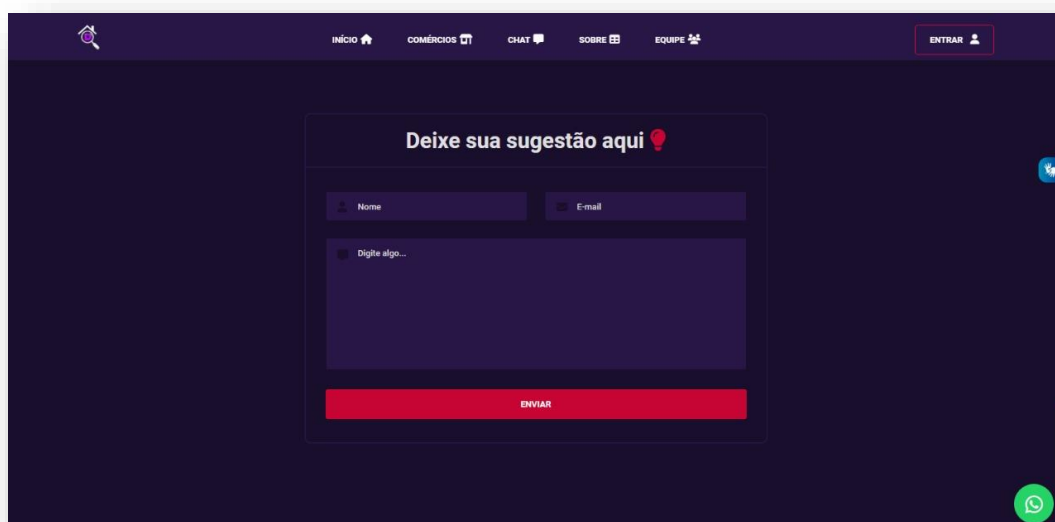 INÍCIO COMÉRCIOS CHAT SOBRE EQUIPE ENTRAR
Deixe sua sugestão aqui
Nome E-mail
Digite algo...
ENVIAR